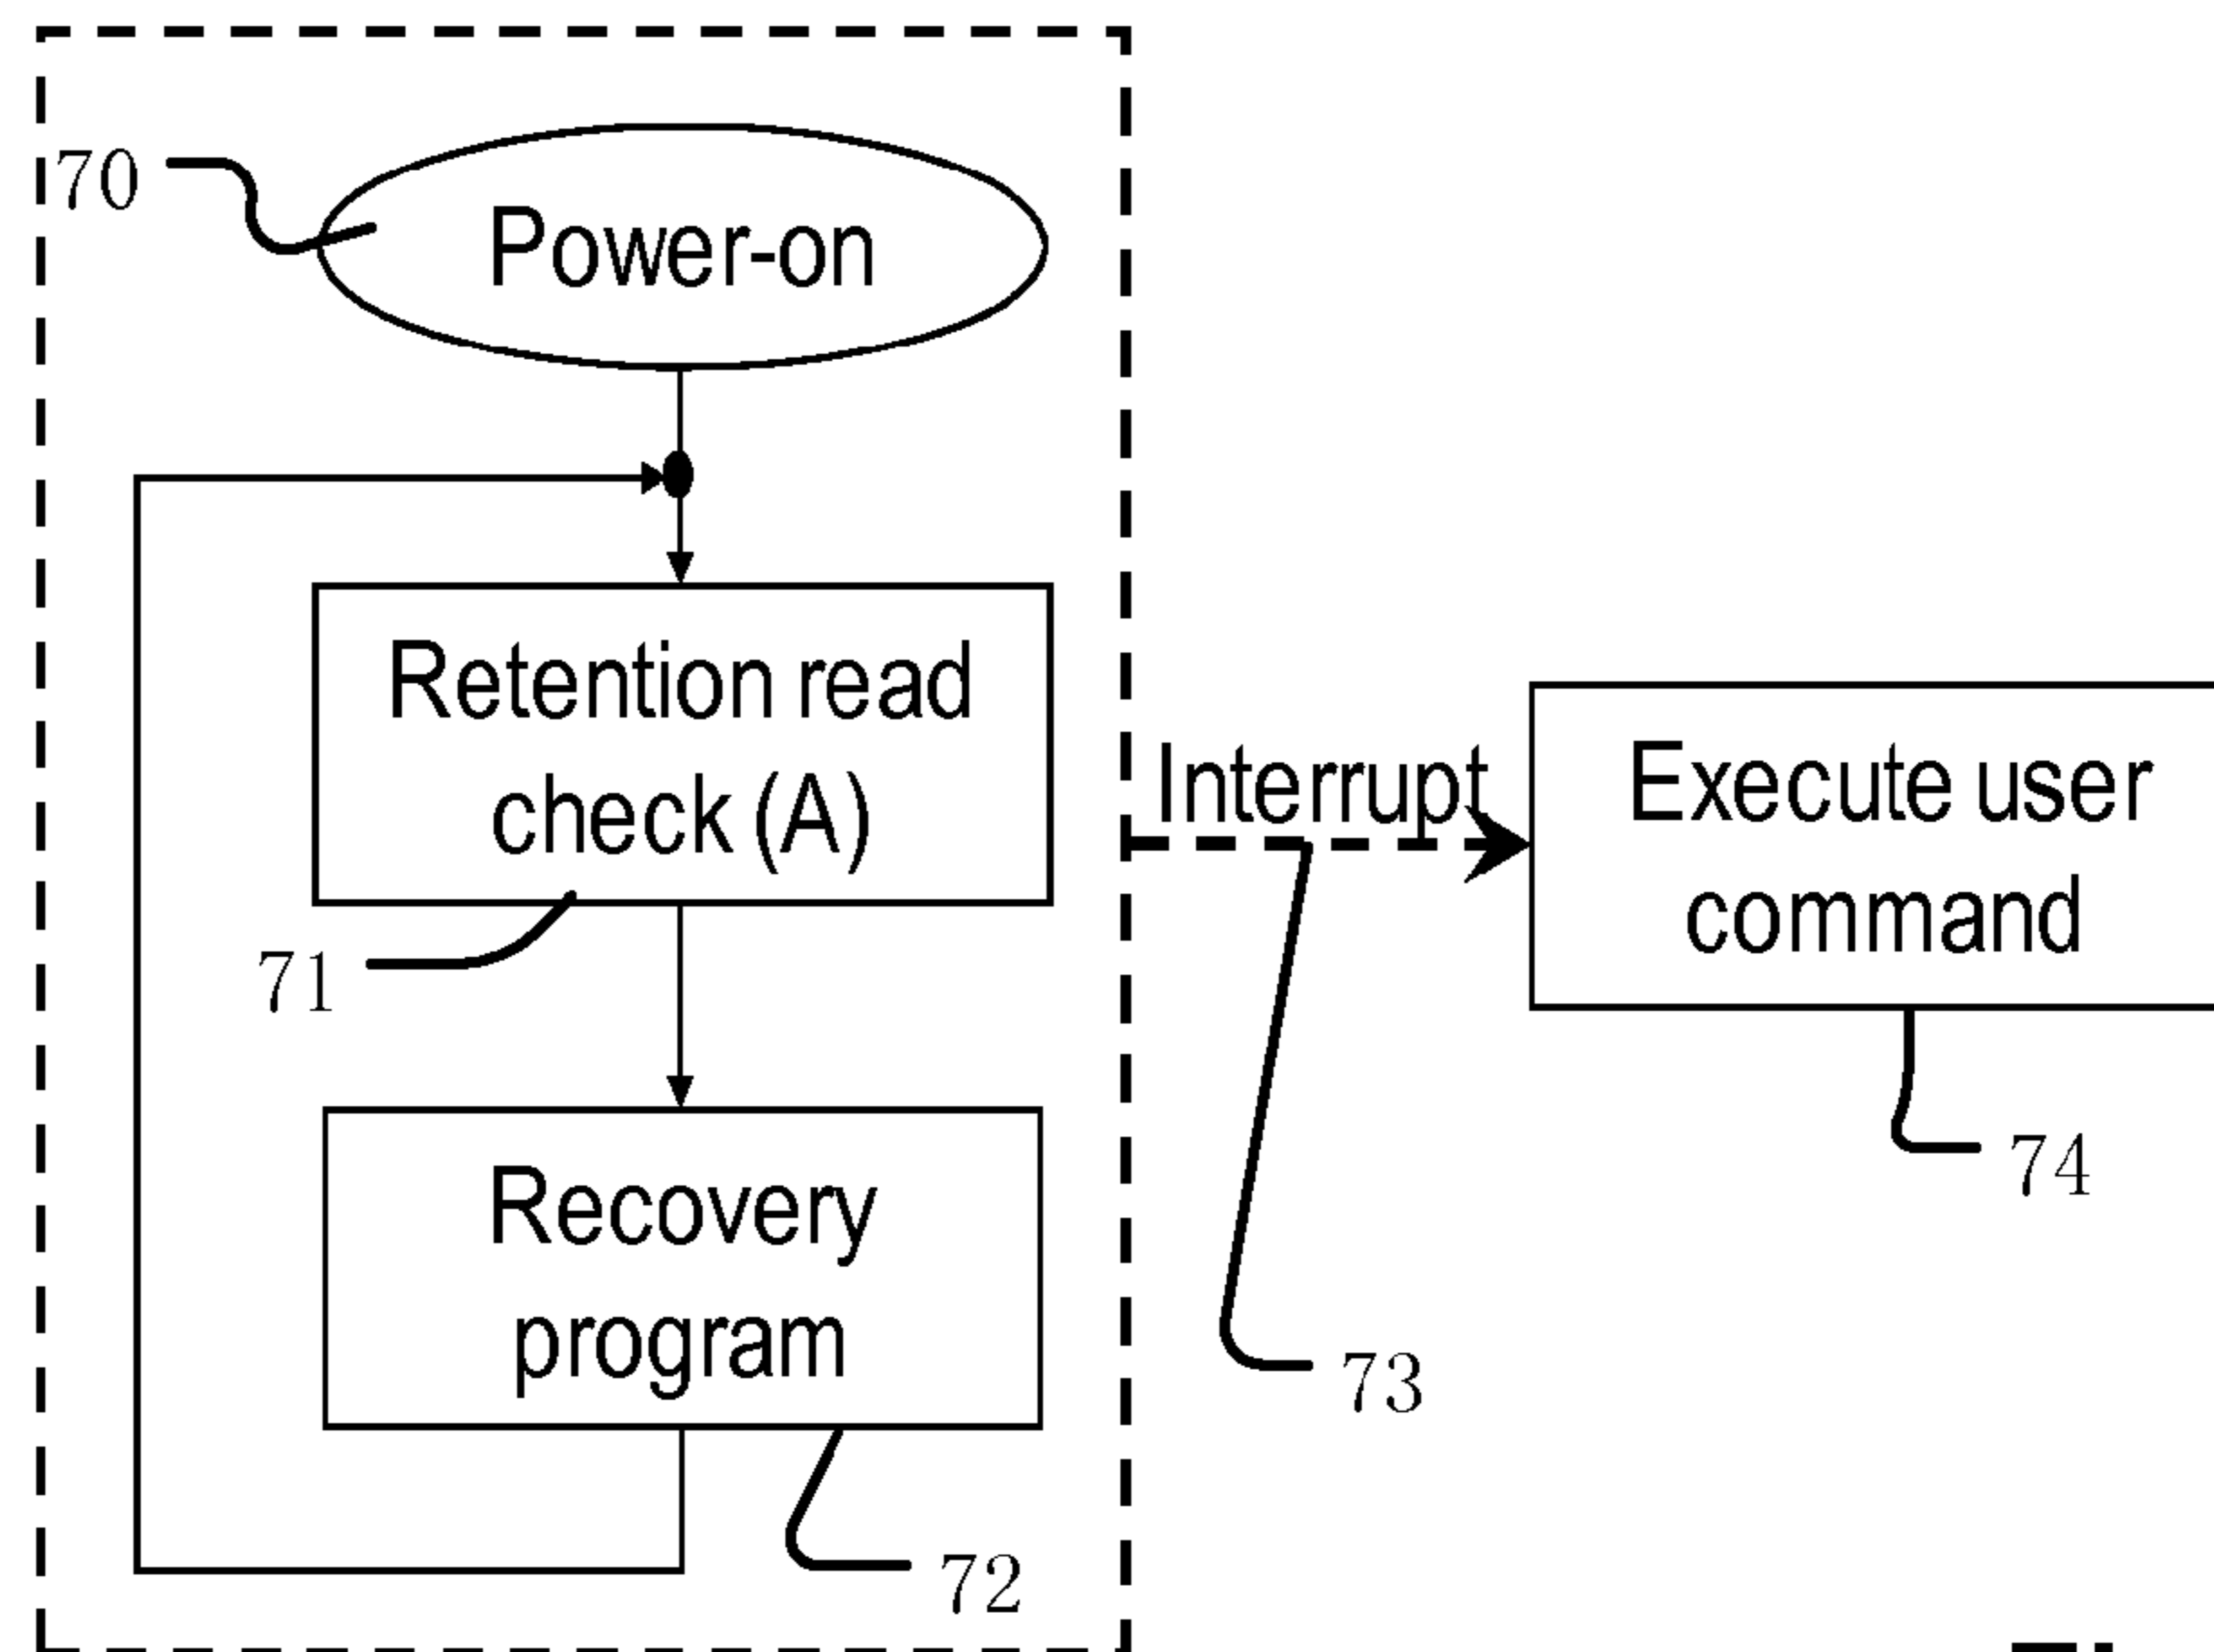 70
Power-on
Retention read
check (A)
71
Recovery
program
72
Interrupt
73
Execute user
command
74